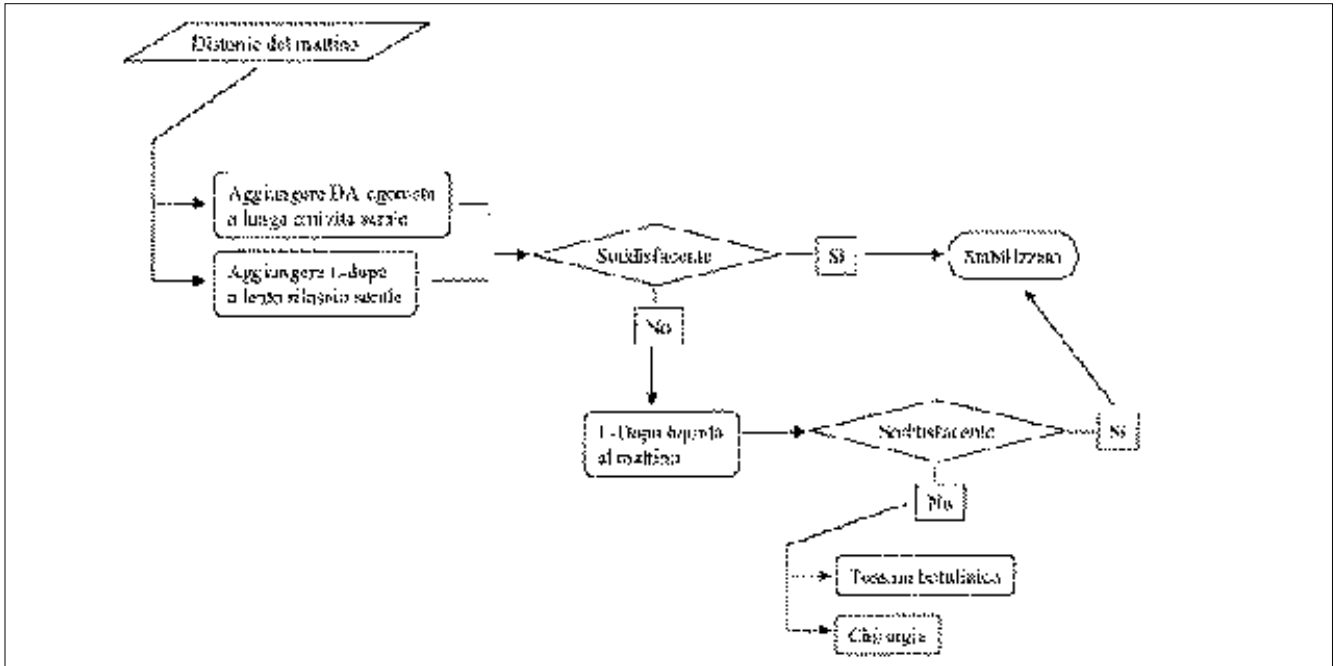 Distonie del mattino
Aggiungere DA-agonista
a lunga emivita serale
Aggiungere L-dopa
a lento rilascio serale
Soddisfacente
Sì
Stabilizzato
No
L-Dopa liquida
al mattino
Soddisfacente
Sì
No
Tossina botulinica
Chirurgia